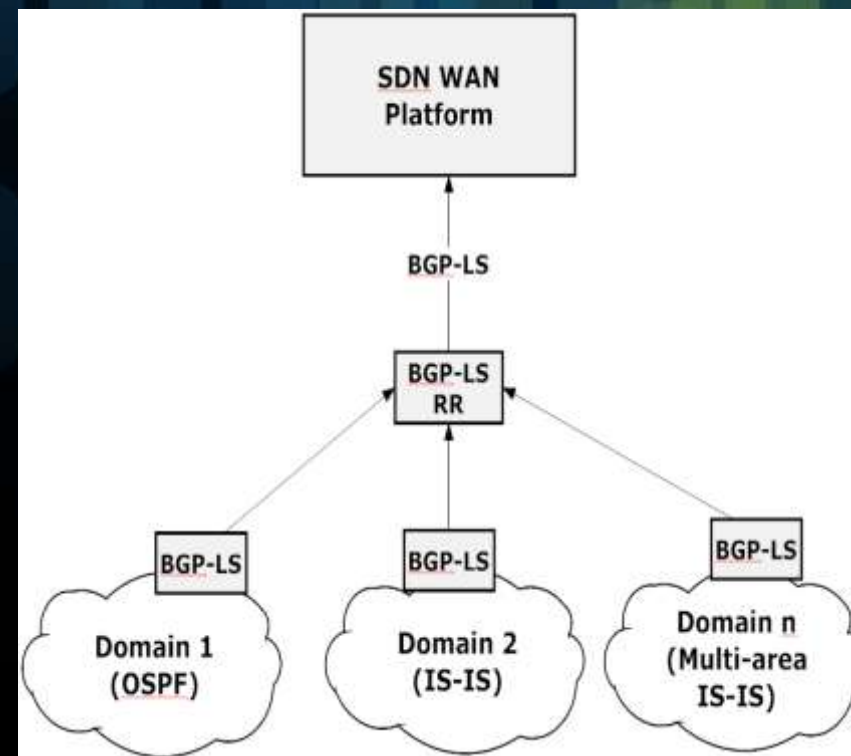 SDN WAN
Platform
BGP-LS
BGP-LS
RR
BGP-LS
BGP-LS
BGP-LS
Domain 1
(OSPF)
Domain 2
(IS-IS)
Domain n
(Multi-area
IS-IS)